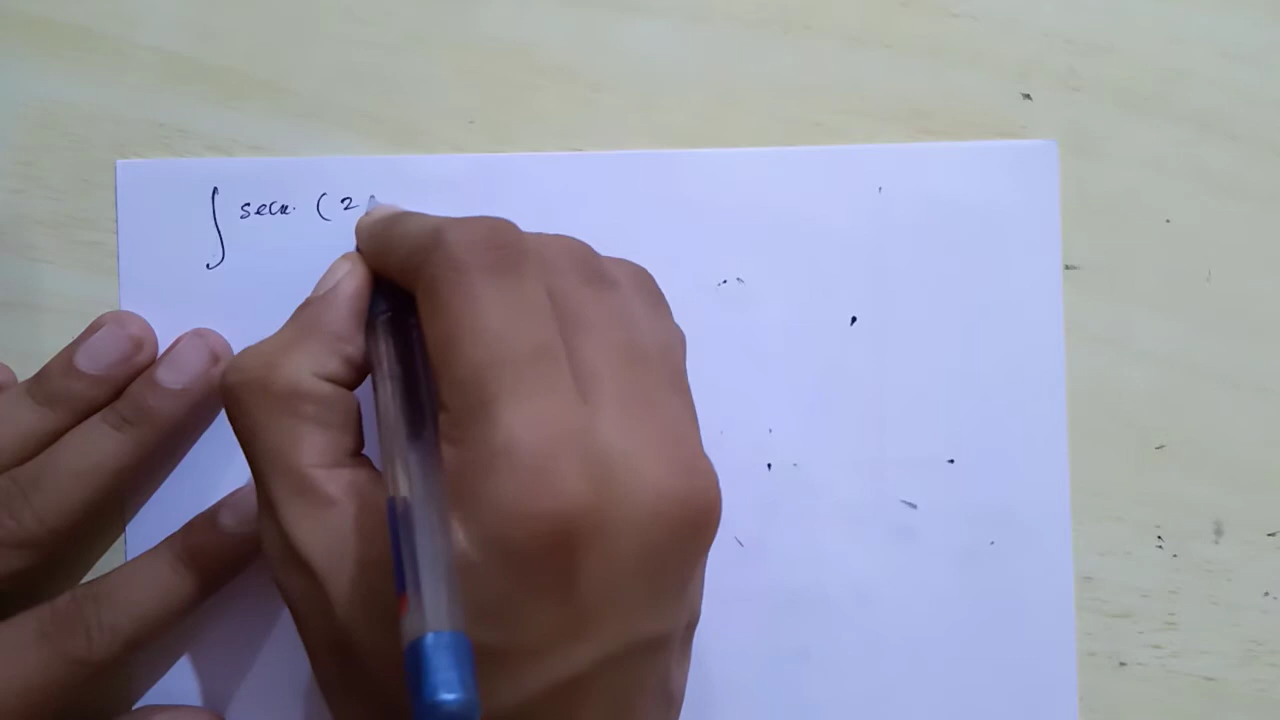 ∫ secx. (2